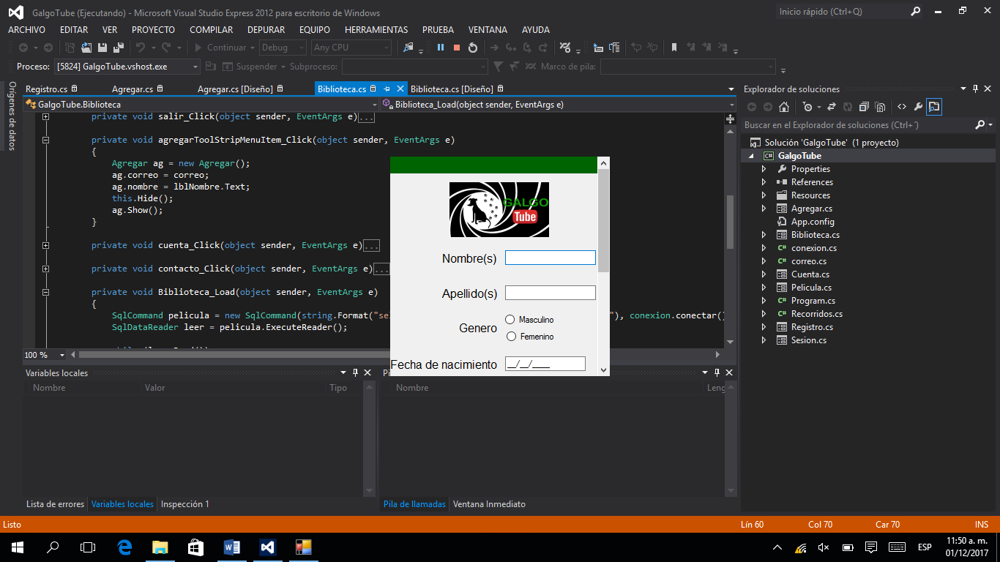 GalgoTube (Ejecutando) - Microsoft Visual Studio Express 2012 para escritorio de Windows
Inicio rápido (Ctrl+Q)
ARCHIVO EDITAR VER PROYECTO COMPILAR DEPURAR EQUIPO HERRAMIENTAS PRUEBA VENTANA AYUDA
Continuar Debug Any CPU
Proceso: [5824] GalgoTube.vshost.exe Suspender Subproceso: Marco de pila:
Orígenes de datos
Registro.cs Agregar.cs Agregar.cs [Diseño] Biblioteca.cs Biblioteca.cs [Diseño]
GalgoTube.Biblioteca Biblioteca_Load(object sender, EventArgs e)
private void salir_Click(object sender, EventArgs e)...
private void agregarToolStripMenuItem_Click(object sender, EventArgs e)
{
Agregar ag = new Agregar();
ag.correo = correo;
ag.nombre = lblNombre.Text;
this.Hide();
ag.Show();
}
private void cuenta_Click(object sender, EventArgs e)...
private void contacto_Click(object sender, EventArgs e)...
private void Biblioteca_Load(object sender, EventArgs e)
{
SqlCommand pelicula = new SqlCommand(string.Format("se "), conexion.conectar()
SqlDataReader leer = pelicula.ExecuteReader();
100 %
GALGO
Tube
Nombre(s)
Apellido(s)
Genero Masculino
Femenino
Fecha de nacimiento __/__/____
Variables locales
Nombre Valor Tipo
Lista de errores Variables locales Inspección 1
Pi
Nombre Leng
Pila de llamadas Ventana Inmediato
Explorador de soluciones
Buscar en el Explorador de soluciones (Ctrl+´)
Solución 'GalgoTube' (1 proyecto)
GalgoTube
Properties
References
Resources
Agregar.cs
App.config
Biblioteca.cs
conexion.cs
correo.cs
Cuenta.cs
Pelicula.cs
Program.cs
Recorridos.cs
Registro.cs
Sesion.cs
Listo Lín 60 Col 70 Car 70 INS
ESP
11:50 a. m.
01/12/2017